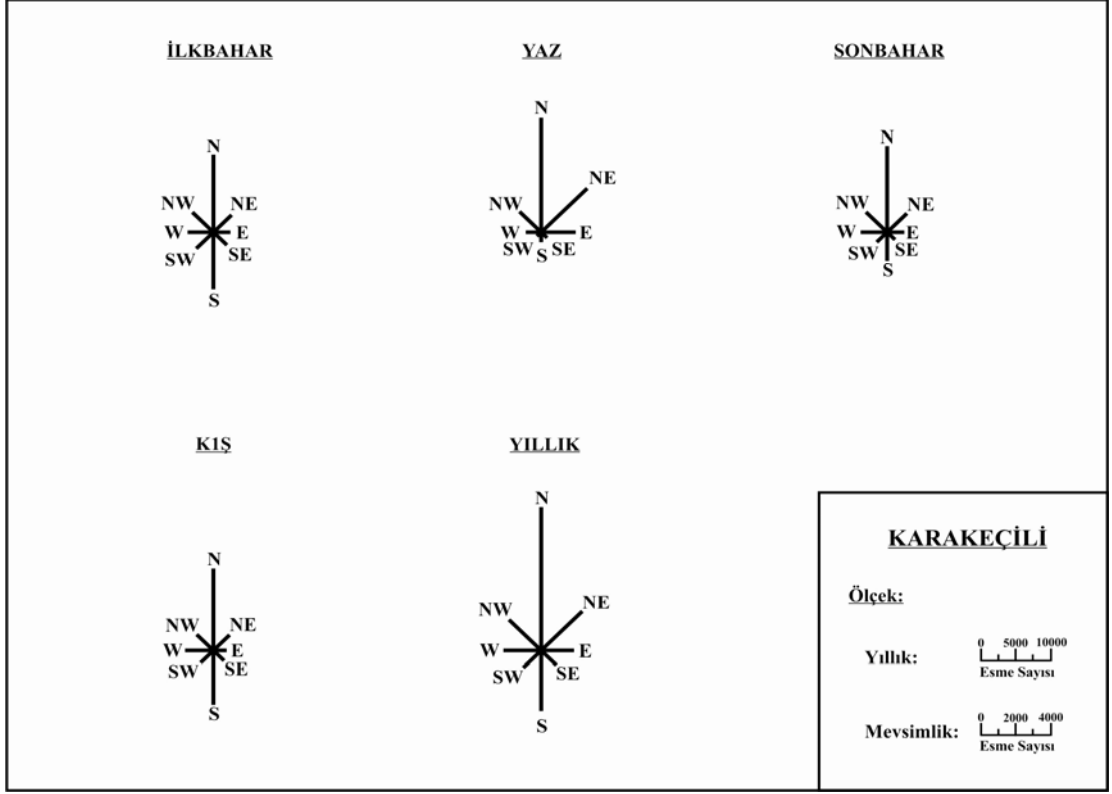 İLKBAHAR
N
NW NE
W E
SW SE
S
YAZ
N
NE
NW
W E
SW S SE
SONBAHAR
N
NW NE
W E
SW SE
S
K1Ş
N
NW NE
W E
SW SE
S
YILLIK
N
NW NE
W E
SW SE
S
KARAKEÇİLİ
Ölçek:
Yıllık: 0 5000 10000
Esme Sayısı
Mevsimlik: 0 2000 4000
Esme Sayısı